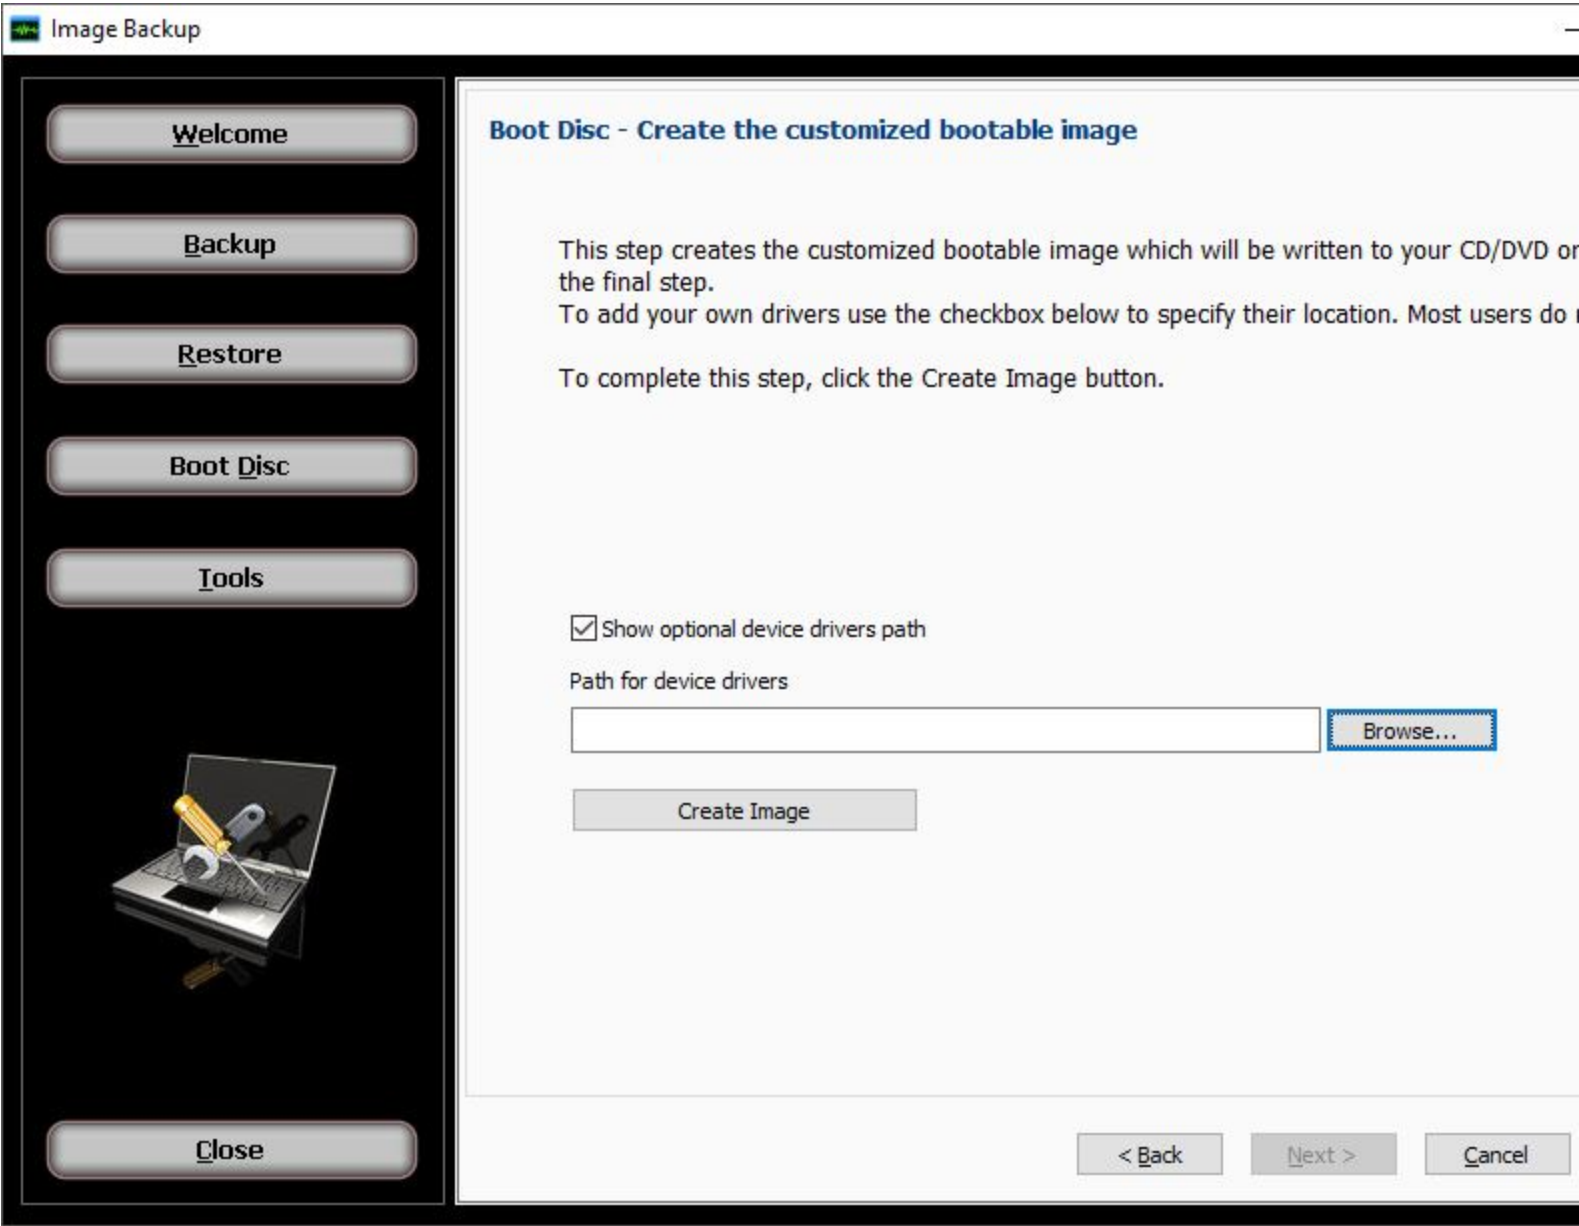 Image Backup
Welcome
Backup
Restore
Boot Disc
Tools
Close
Boot Disc - Create the customized bootable image
This step creates the customized bootable image which will be written to your CD/DVD or
the final step.
To add your own drivers use the checkbox below to specify their location. Most users do
To complete this step, click the Create Image button.
Show optional device drivers path
Path for device drivers
Browse...
Create Image
< Back
Next >
Cancel